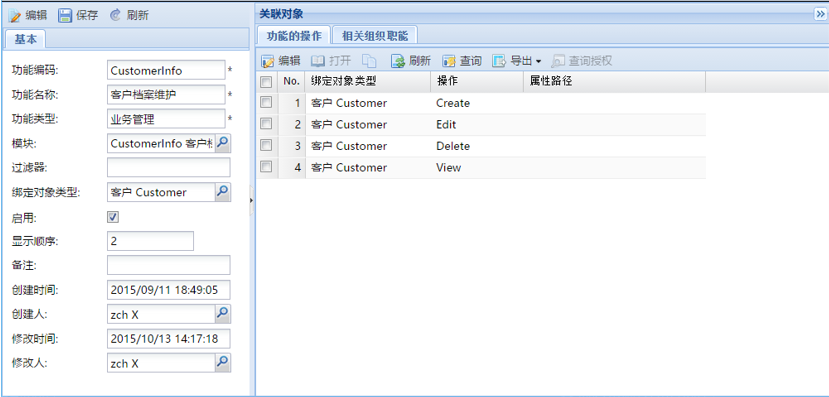 编辑 保存 刷新
基本
功能编码: CustomerInfo *
功能名称: 客户档案维护 *
功能类型: 业务管理 *
模块: CustomerInfo 客户档
过滤器:
绑定对象类型: 客户 Customer
启用:
显示顺序: 2
备注:
创建时间: 2015/09/11 18:49:05
创建人: zch X
修改时间: 2015/10/13 14:17:18
修改人: zch X
关联对象
功能的操作 相关组织职能
编辑 打开 刷新 查询 导出 查询授权
No. 绑定对象类型 操作 属性路径
1 客户 Customer Create
2 客户 Customer Edit
3 客户 Customer Delete
4 客户 Customer View